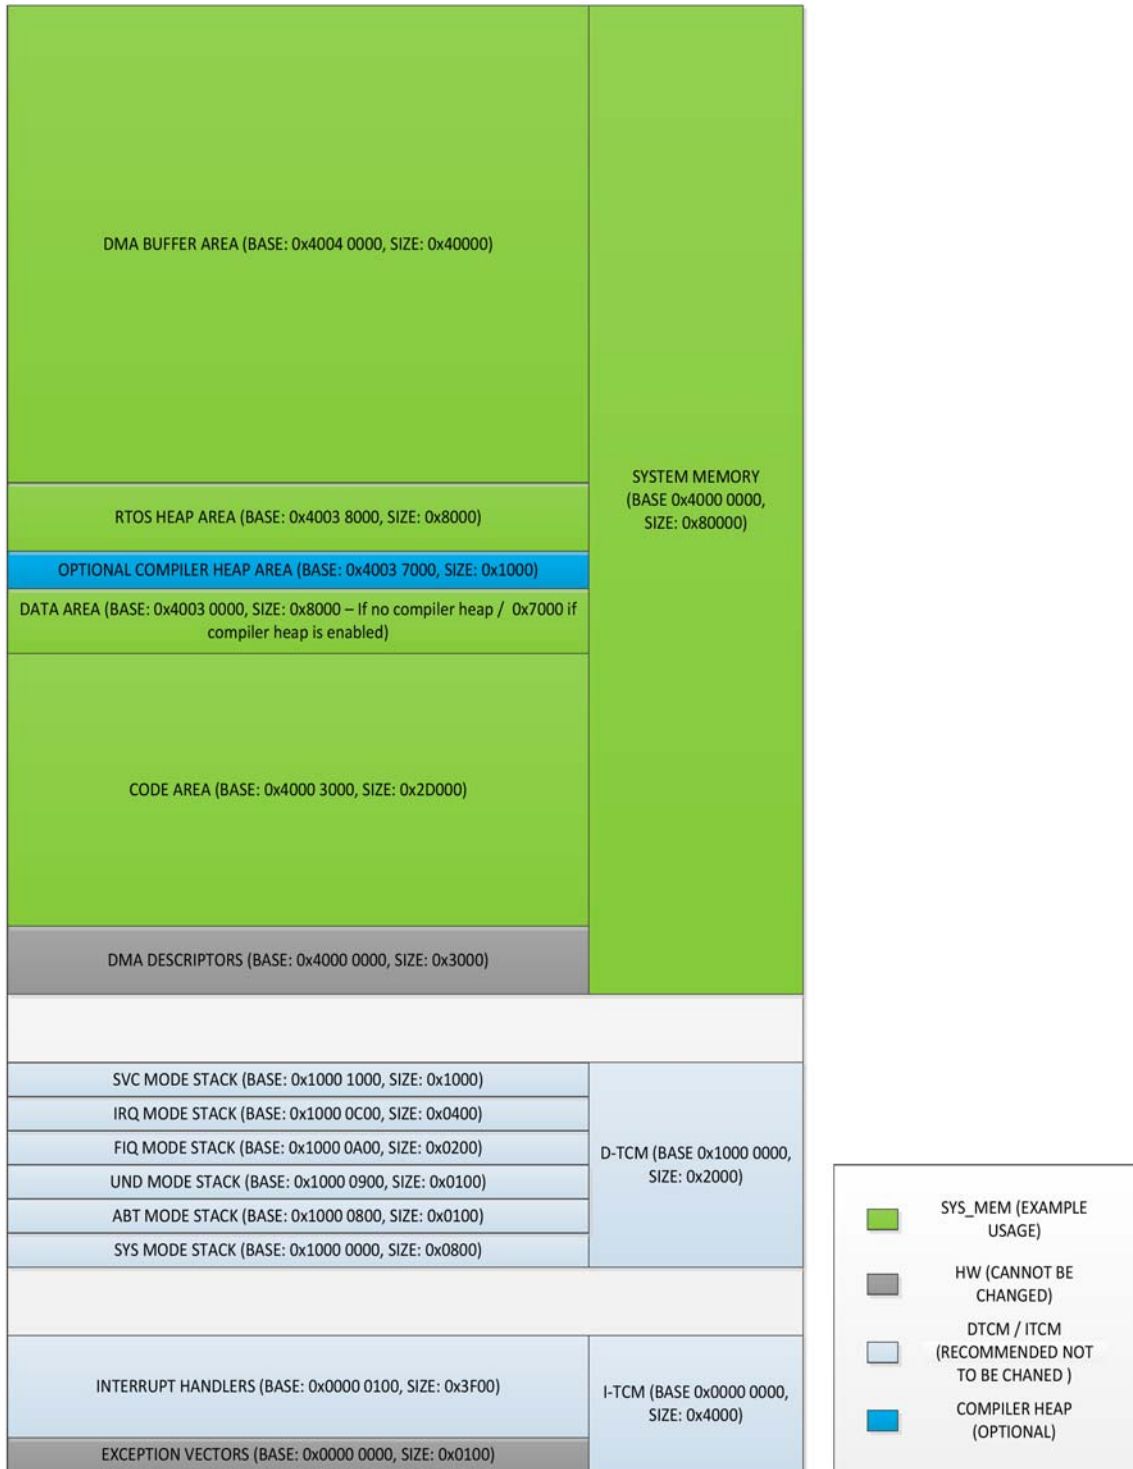 DMA BUFFER AREA (BASE: 0x4004 0000, SIZE: 0x40000)
SYSTEM MEMORY
(BASE 0x4000 0000,
SIZE: 0x80000)
RTOS HEAP AREA (BASE: 0x4003 8000, SIZE: 0x8000)
OPTIONAL COMPILER HEAP AREA (BASE: 0x4003 7000, SIZE: 0x1000)
DATA AREA (BASE: 0x4003 0000, SIZE: 0x8000 – If no compiler heap / 0x7000 if
compiler heap is enabled)
CODE AREA (BASE: 0x4000 3000, SIZE: 0x2D000)
DMA DESCRIPTORS (BASE: 0x4000 0000, SIZE: 0x3000)
SVC MODE STACK (BASE: 0x1000 1000, SIZE: 0x1000)
IRQ MODE STACK (BASE: 0x1000 0C00, SIZE: 0x0400)
FIQ MODE STACK (BASE: 0x1000 0A00, SIZE: 0x0200)
UND MODE STACK (BASE: 0x1000 0900, SIZE: 0x0100)
ABT MODE STACK (BASE: 0x1000 0800, SIZE: 0x0100)
SYS MODE STACK (BASE: 0x1000 0000, SIZE: 0x0800)
D-TCM (BASE 0x1000 0000,
SIZE: 0x2000)
INTERRUPT HANDLERS (BASE: 0x0000 0100, SIZE: 0x3F00)
EXCEPTION VECTORS (BASE: 0x0000 0000, SIZE: 0x0100)
I-TCM (BASE 0x0000 0000,
SIZE: 0x4000)
SYS_MEM (EXAMPLE
USAGE)
HW (CANNOT BE
CHANGED)
DTCM / ITCM
(RECOMMENDED NOT
TO BE CHANED )
COMPILER HEAP
(OPTIONAL)